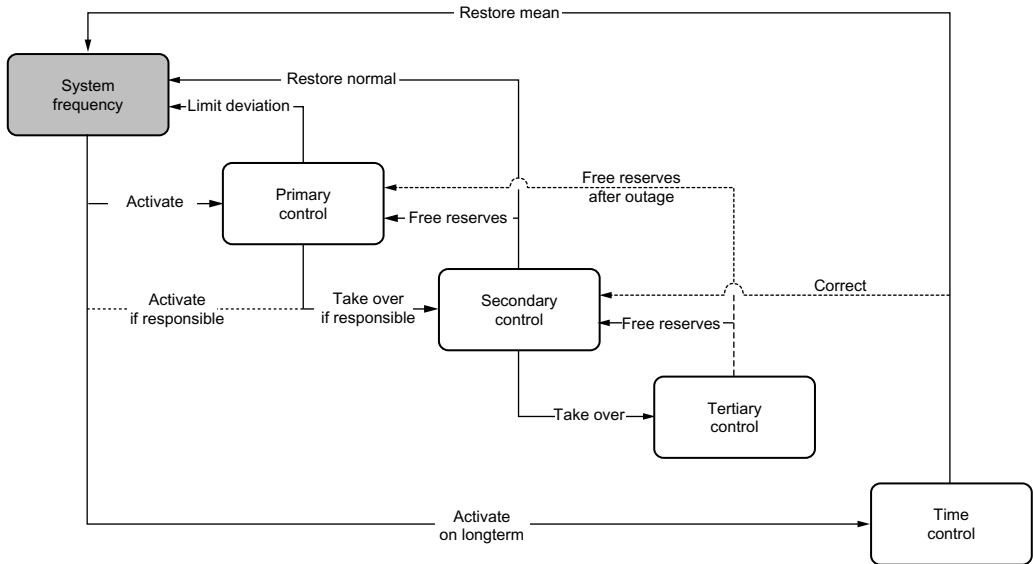 Restore mean
System
frequency
Restore normal
Limit deviation
Activate
Primary
control
Free reserves
after outage
Free reserves
Activate
if responsible
Take over
if responsible
Secondary
control
Correct
Free reserves
Take over
Tertiary
control
Activate
on longterm
Time
control